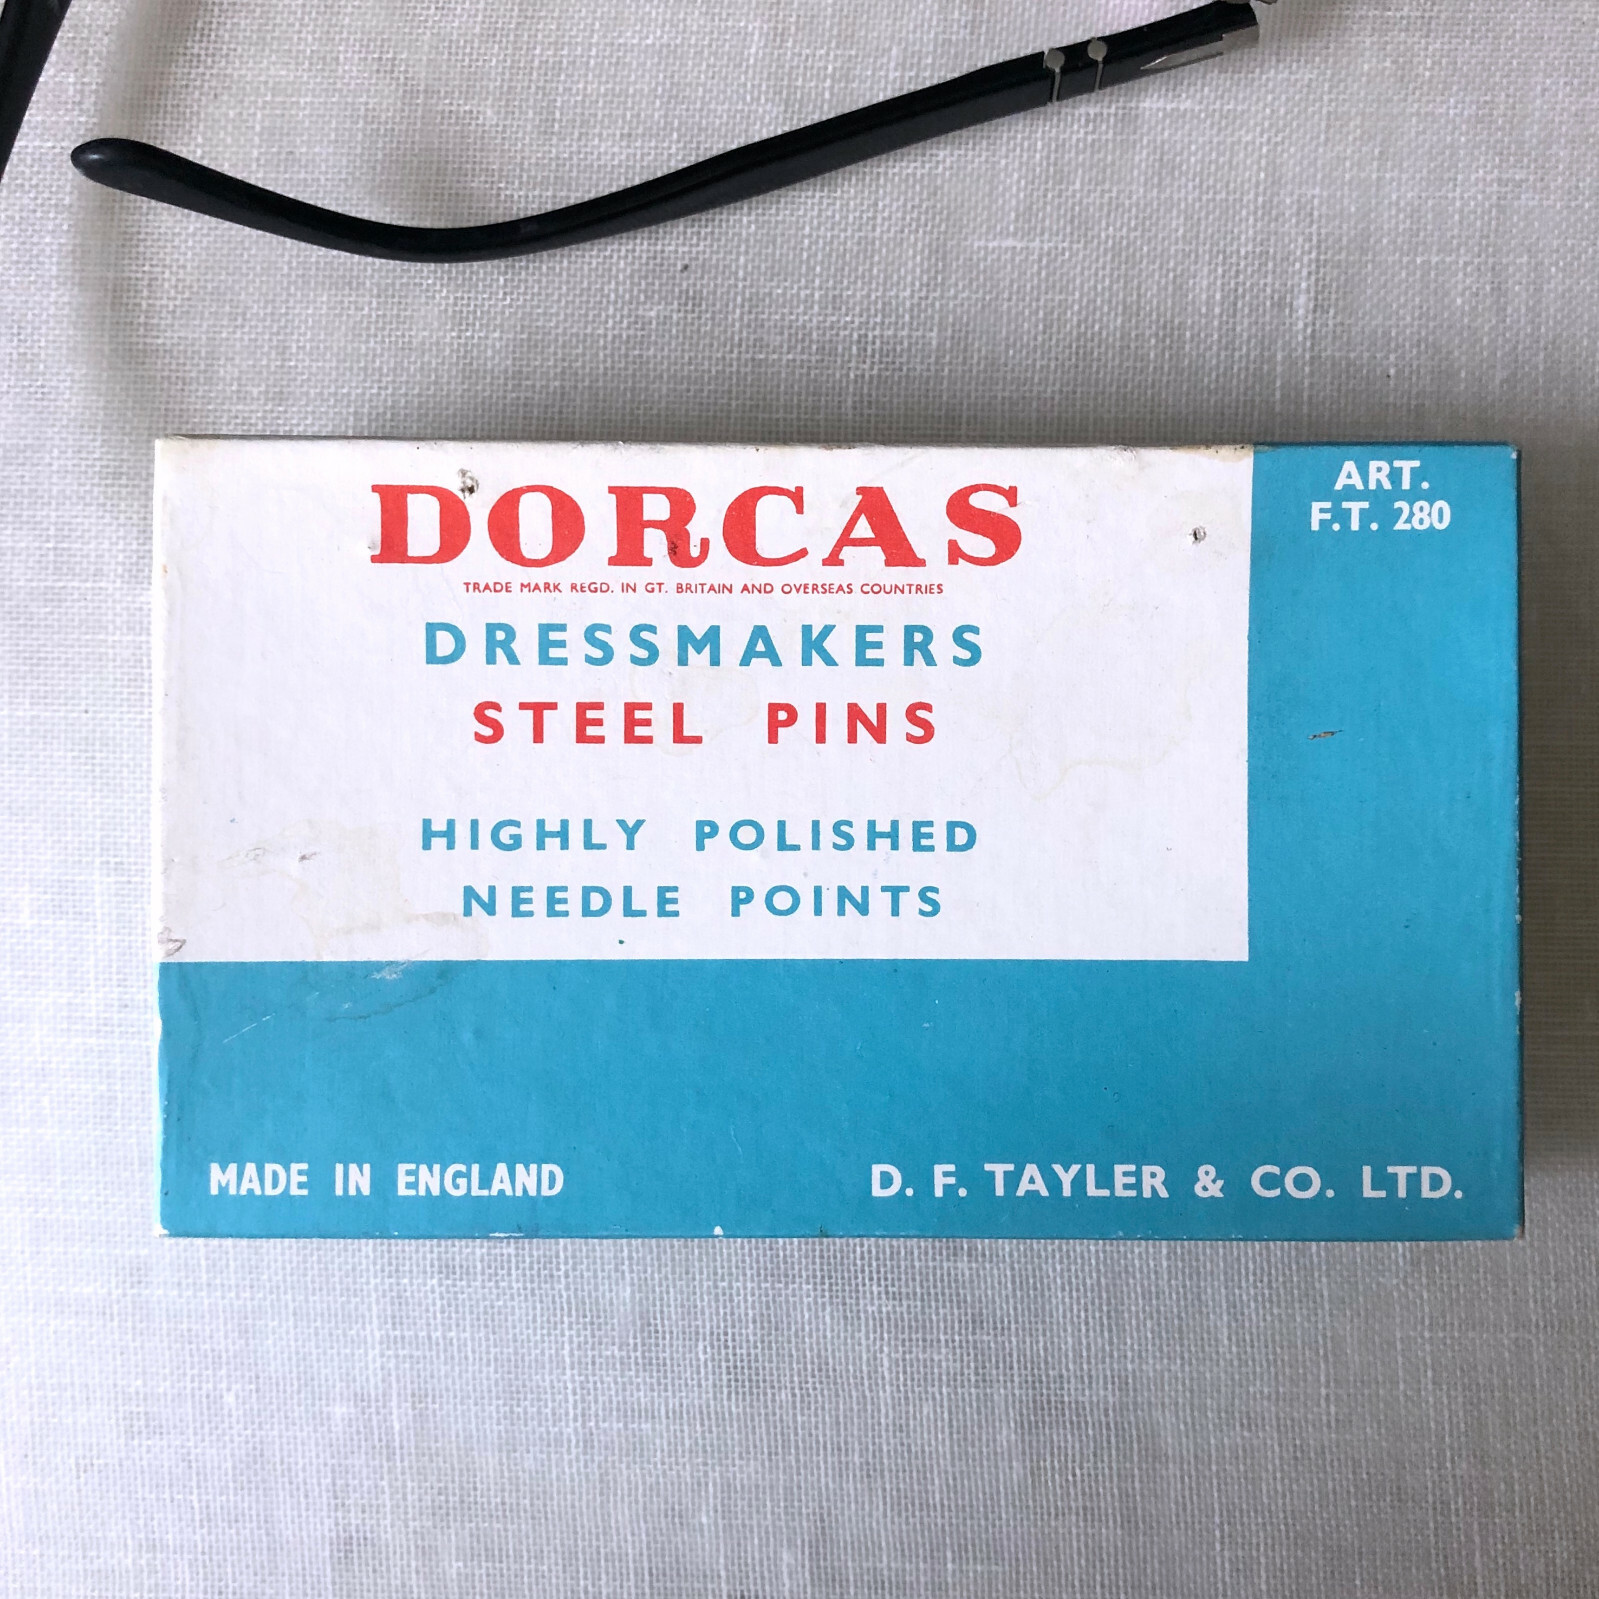 DORCAS
TRADE MARK REGD. IN GT. BRITAIN AND OVERSEAS COUNTRIES
DRESSMAKERS
STEEL PINS
HIGHLY POLISHED
NEEDLE POINTS
ART.
F.T. 280
MADE IN ENGLAND
D. F. TAYLER & CO. LTD.